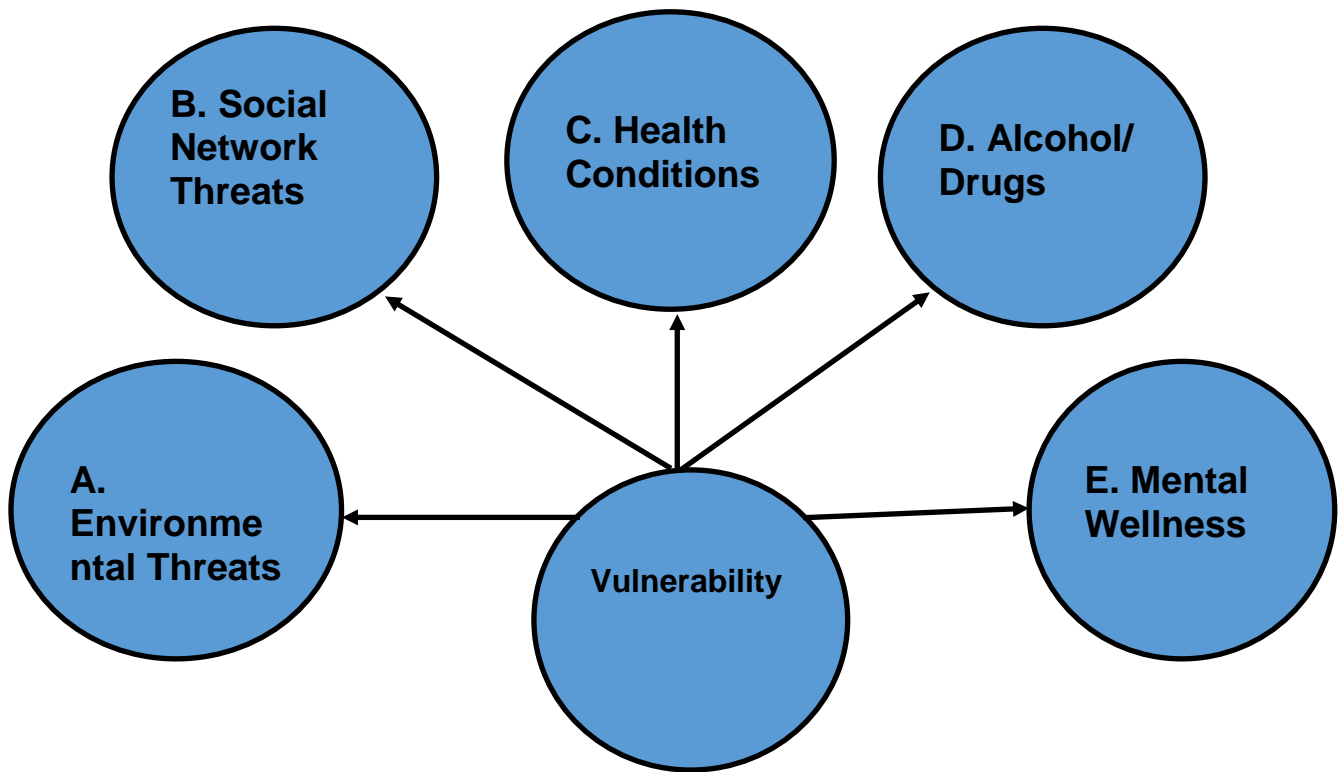 A.
Environme
ntal Threats
B. Social
Network
Threats
C. Health
Conditions
D. Alcohol/
Drugs
E. Mental
Wellness
Vulnerability